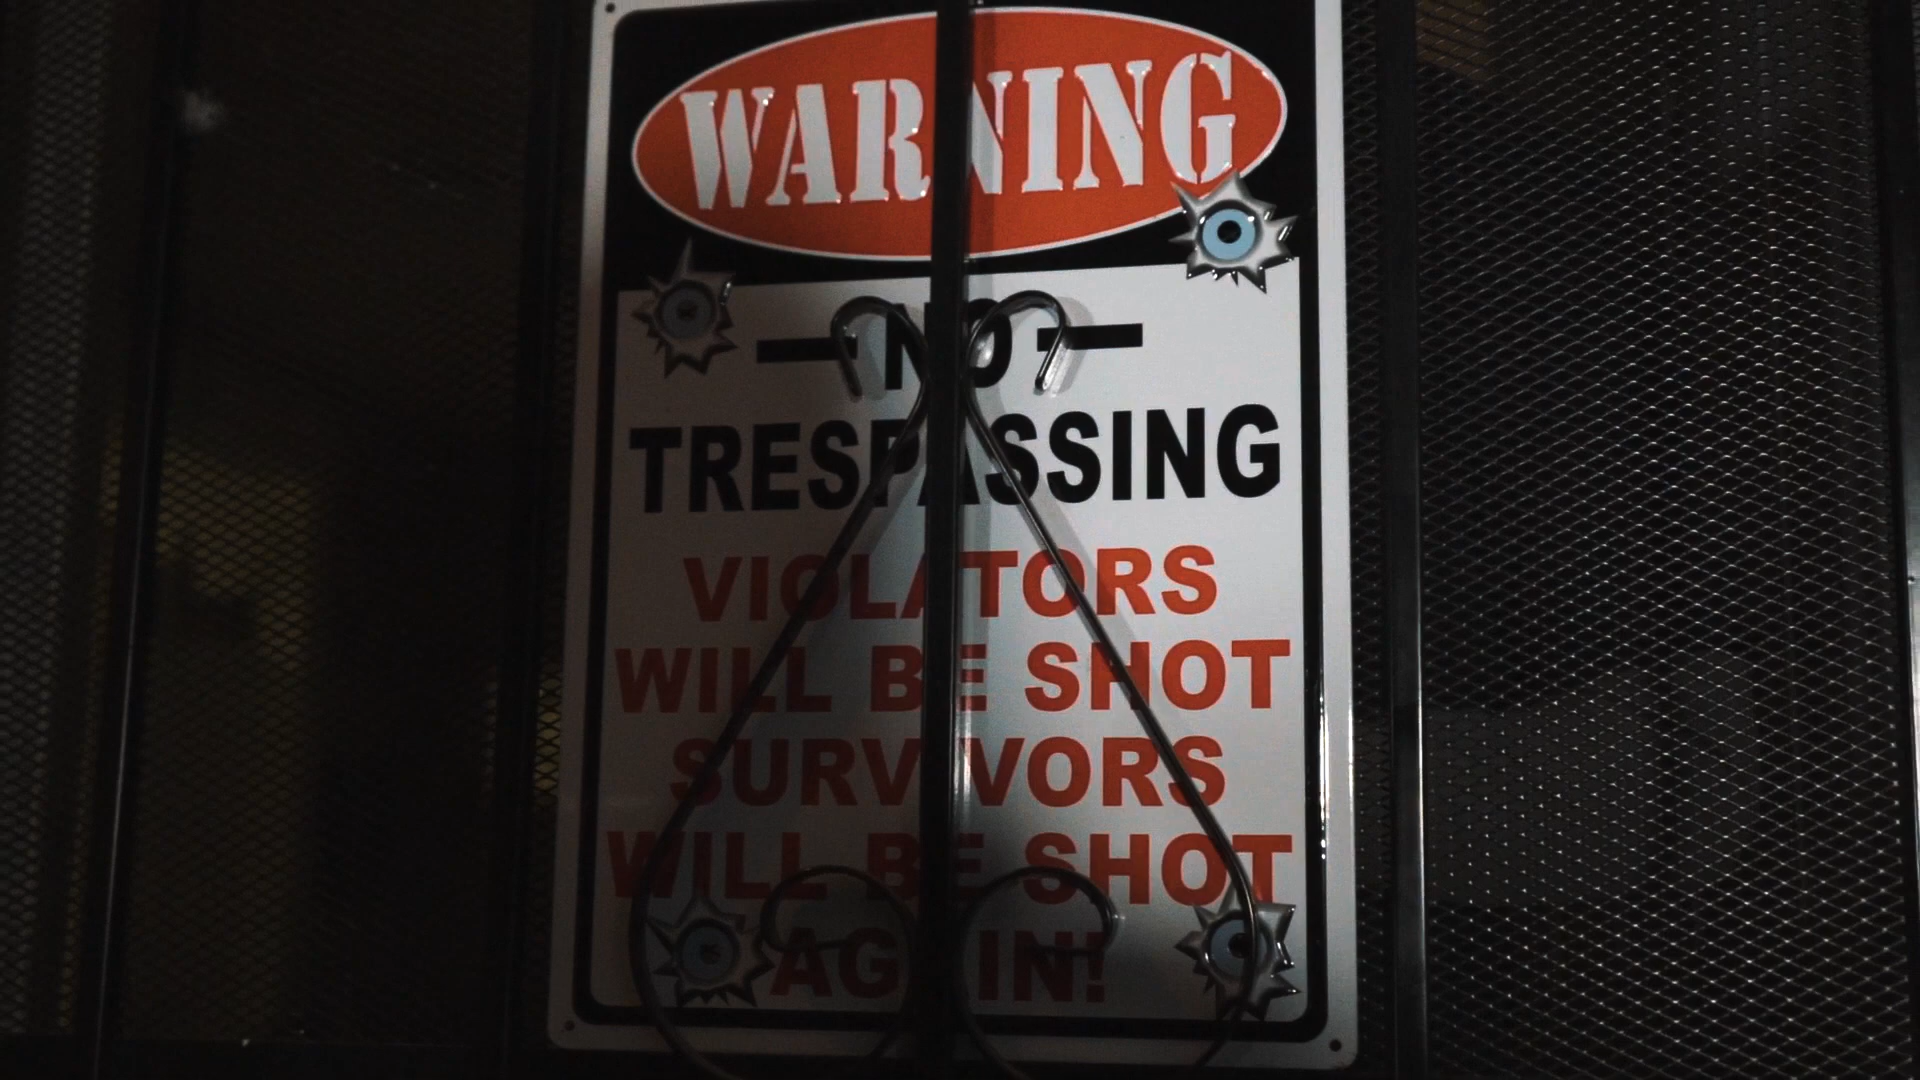 WARNING
NO
TRESPASSING
VIOLATORS
WILL BE SHOT
SURVIVORS
WILL BE SHOT
AGAIN!